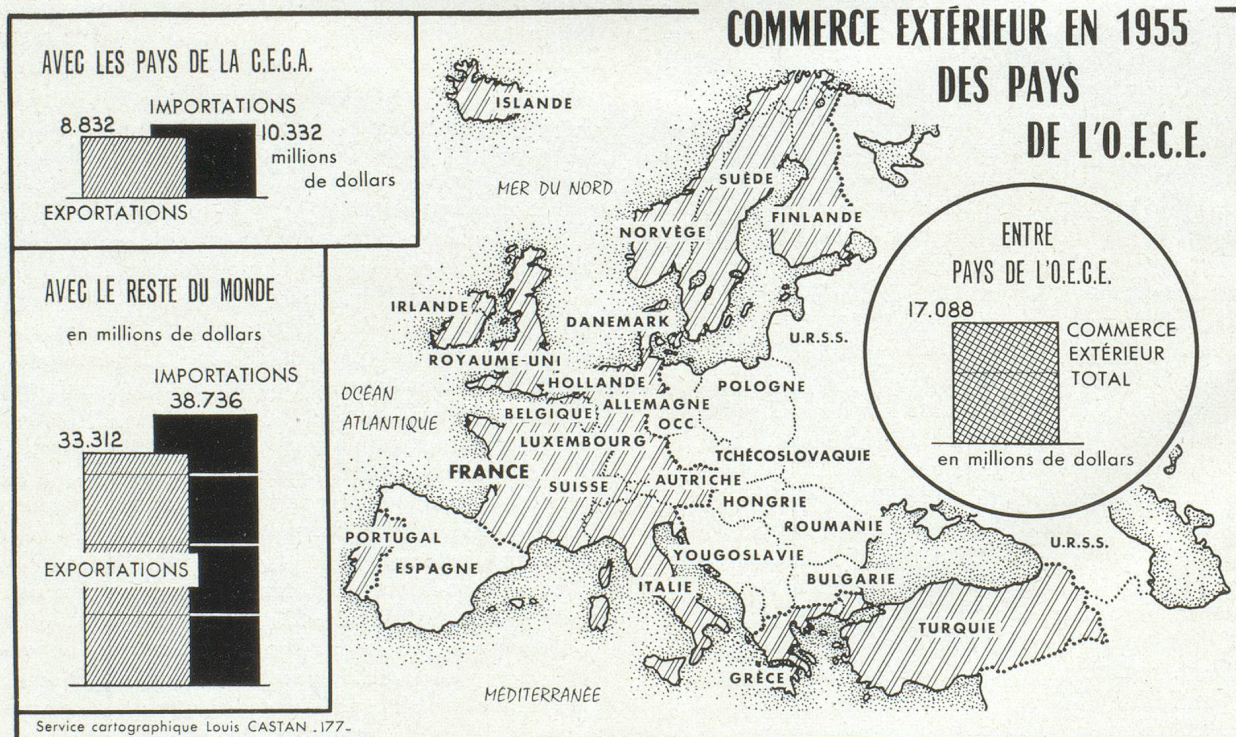 COMMERCE EXTÉRIEUR EN 1955
DES PAYS
DE L'O.E.C.E.
AVEC LES PAYS DE LA C.E.C.A.
IMPORTATIONS
8.832
10.332
millions
de dollars
EXPORTATIONS
AVEC LE RESTE DU MONDE
en millions de dollars
IMPORTATIONS
38.736
33.312
EXPORTATIONS
ENTRE
PAYS DE L'O.E.C.E.
17.088
COMMERCE
EXTÉRIEUR
TOTAL
en millions de dollars
ISLANDE
MER DU NORD
SUÈDE
NORVÈGE
FINLANDE
IRLANDE
DANEMARK
U.R.S.S.
ROYAUME-UNI
HOLLANDE
POLOGNE
OCÉAN
ATLANTIQUE
BELGIQUE
ALLEMAGNE
OCC
LUXEMBOURG
TCHÉCOSLOVAQUIE
FRANCE
SUISSE
AUTRICHE
HONGRIE
ROUMANIE
PORTUGAL
ESPAGNE
YOUGOSLAVIE
U.R.S.S.
ITALIE
BULGARIE
TURQUIE
GRÈCE
MÉDITERRANÉE
Service cartographique Louis CASTAN _177_